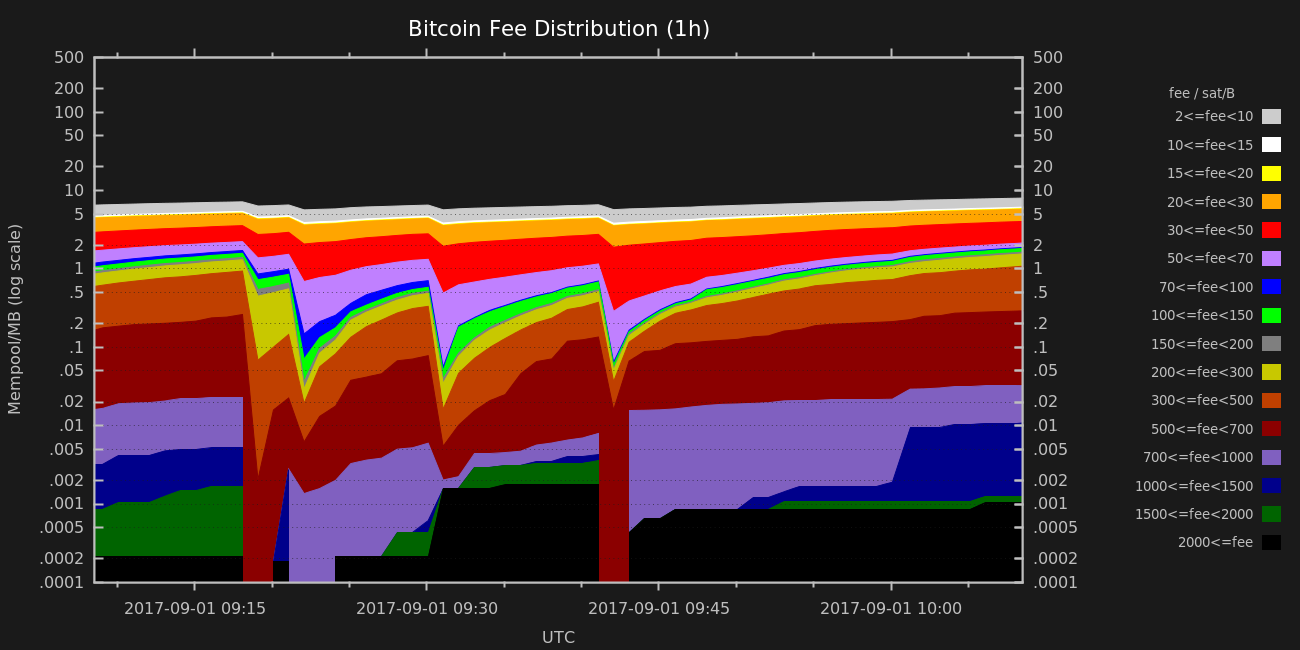 Bitcoin Fee Distribution (1h)
500
200
100
50
20
10
5
2
1
.5
.2
.1
.05
.02
.01
.005
.002
.001
.0005
.0002
.0001
Mempool/MB (log scale)
500
200
100
50
20
10
5
2
1
.5
.2
.1
.05
.02
.01
.005
.002
.001
.0005
.0002
.0001
2017-09-01 09:15
2017-09-01 09:30
2017-09-01 09:45
2017-09-01 10:00
UTC
fee / sat/B
2<=fee<10
10<=fee<15
15<=fee<20
20<=fee<30
30<=fee<50
50<=fee<70
70<=fee<100
100<=fee<150
150<=fee<200
200<=fee<300
300<=fee<500
500<=fee<700
700<=fee<1000
1000<=fee<1500
1500<=fee<2000
2000<=fee